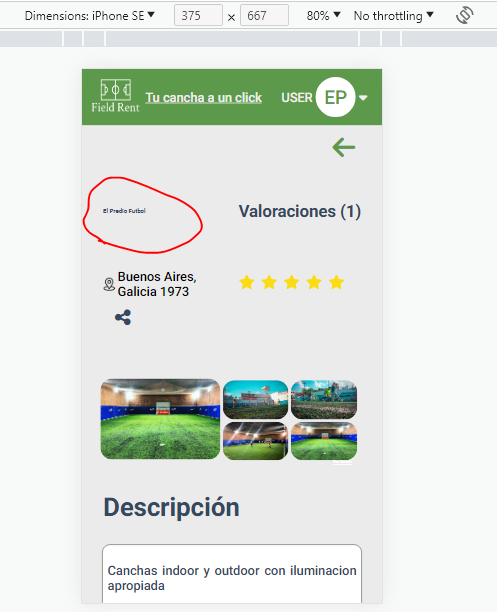 Dimensions: iPhone SE ▼ 375 × 667 80% ▼ No throttling ▼
Field Rent
Tu cancha a un click
USER EP
El Predio Futbol
Valoraciones (1)
Buenos Aires,
Galicia 1973
Descripción
Canchas indoor y outdoor con iluminacion
apropiada